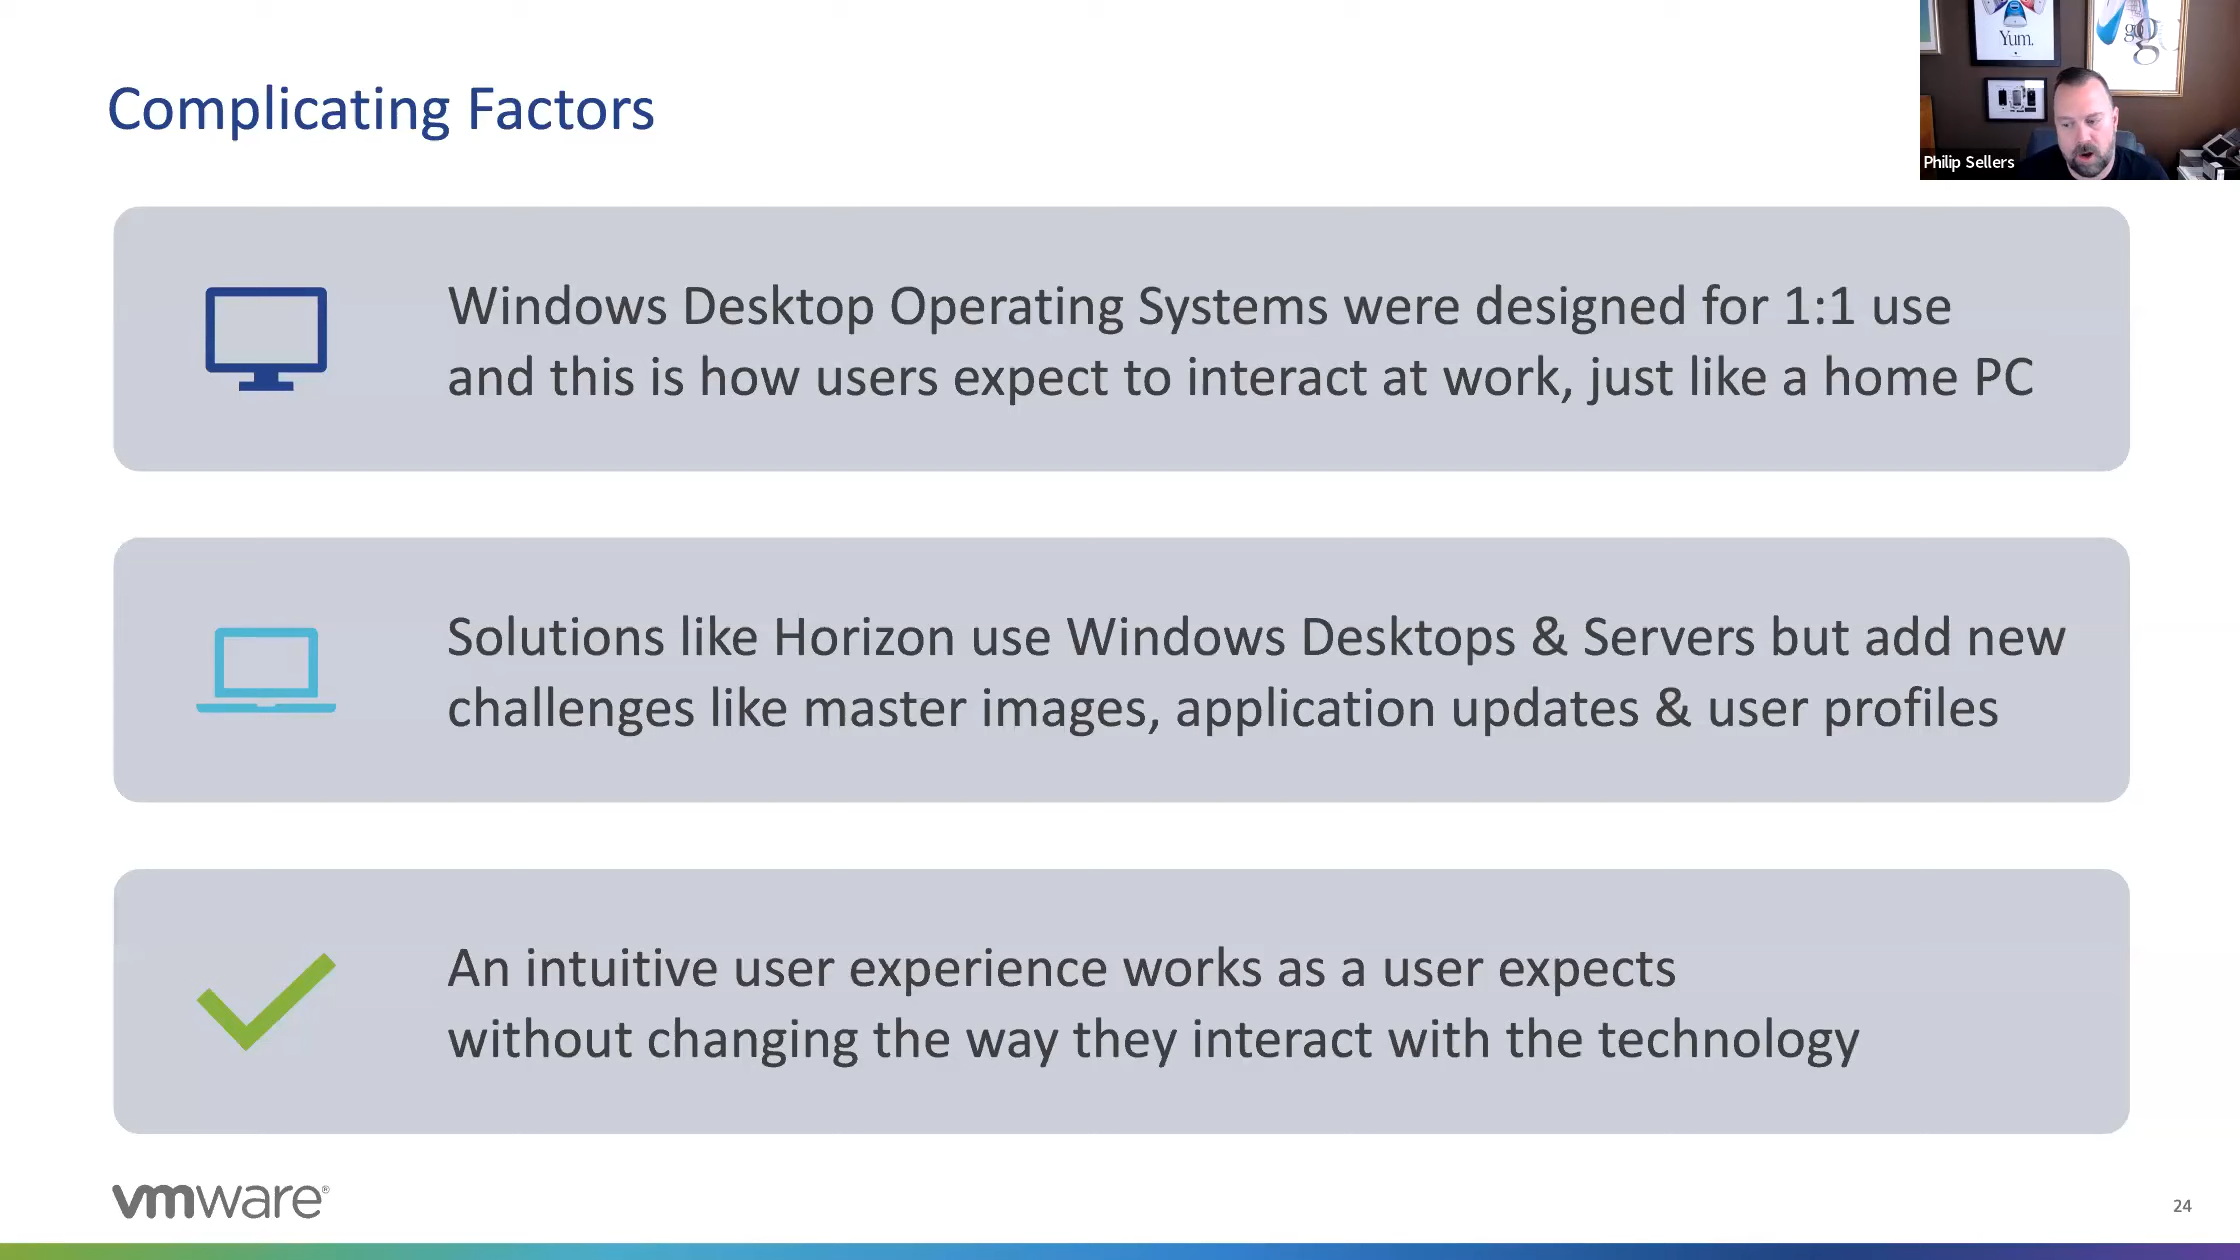 Complicating Factors
Yum.
Philip Sellers
Windows Desktop Operating Systems were designed for 1:1 use
and this is how users expect to interact at work, just like a home PC
Solutions like Horizon use Windows Desktops & Servers but add new
challenges like master images, application updates & user profiles
An intuitive user experience works as a user expects
without changing the way they interact with the technology
vmware®
24